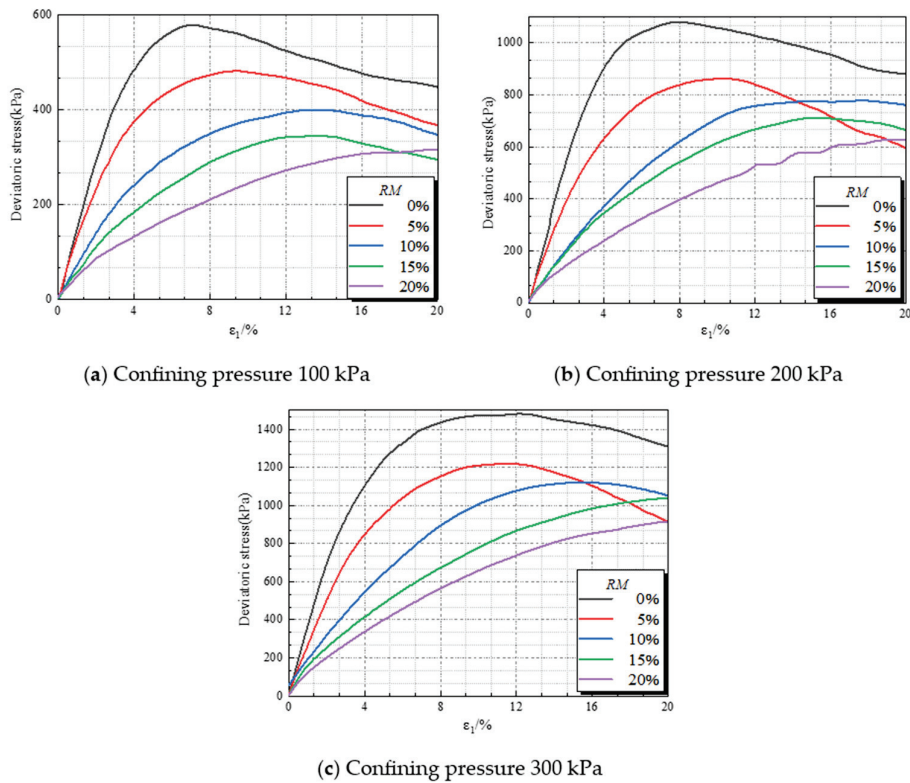 600
400
200
0
Deviatoric stress(kPa)
RM
0%
5%
10%
15%
20%
0 4 8 12 16 20
ε₁/%
(a) Confining pressure 100 kPa
1000
800
600
400
200
0
Deviatoric stress(kPa)
RM
0%
5%
10%
15%
20%
0 4 8 12 16 20
ε₁/%
(b) Confining pressure 200 kPa
1400
1200
1000
800
600
400
200
0
Deviatoric stress(kPa)
RM
0%
5%
10%
15%
20%
0 4 8 12 16 20
ε₁/%
(c) Confining pressure 300 kPa